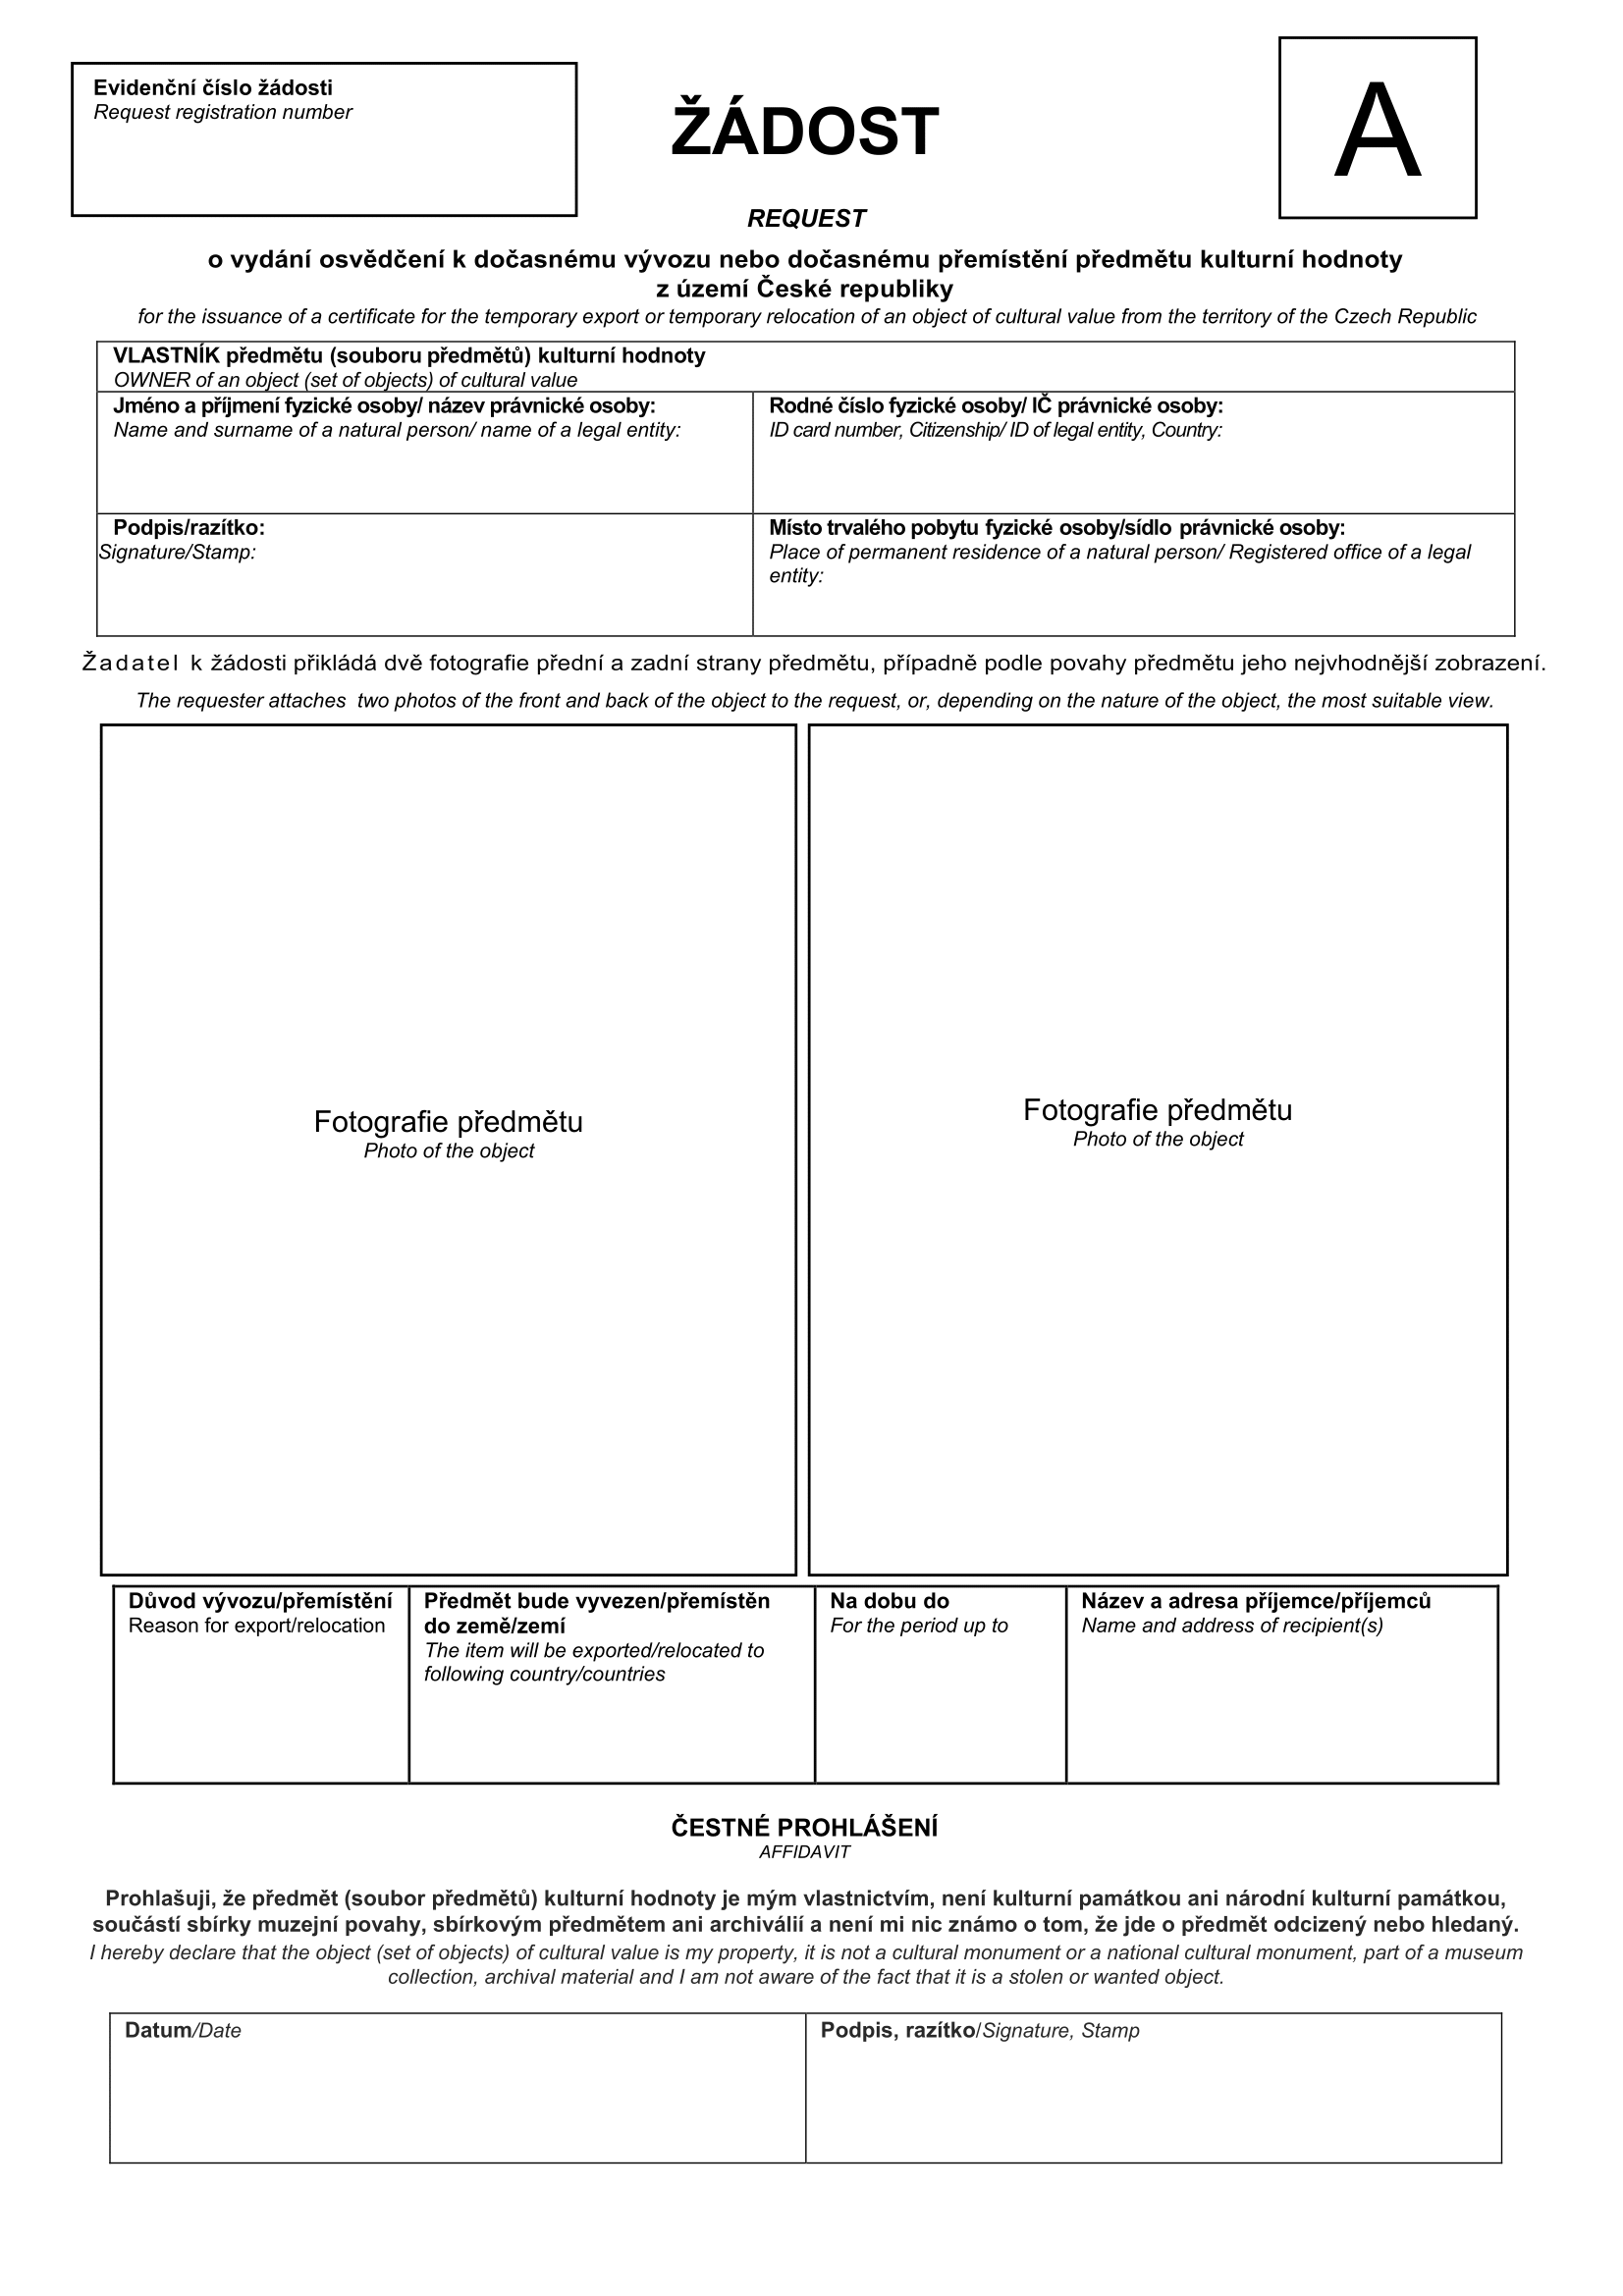 Evidenční číslo žádosti
Request registration number
ŽÁDOST
A
REQUEST
o vydání osvědčení k dočasnému vývozu nebo dočasnému přemístění předmětu kulturní hodnoty
z území České republiky
for the issuance of a certificate for the temporary export or temporary relocation of an object of cultural value from the territory of the Czech Republic
VLASTNÍK předmětu (souboru předmětů) kulturní hodnoty
OWNER of an object (set of objects) of cultural value
Jméno a příjmení fyzické osoby/ název právnické osoby:
Name and surname of a natural person/ name of a legal entity:
Rodné číslo fyzické osoby/ IČ právnické osoby:
ID card number, Citizenship/ ID of legal entity, Country:
Podpis/razítko:
Signature/Stamp:
Místo trvalého pobytu fyzické osoby/sídlo právnické osoby:
Place of permanent residence of a natural person/ Registered office of a legal
entity:
Žadatel k žádosti přikládá dvě fotografie přední a zadní strany předmětu, případně podle povahy předmětu jeho nejvhodnější zobrazení.
The requester attaches two photos of the front and back of the object to the request, or, depending on the nature of the object, the most suitable view.
Fotografie předmětu
Photo of the object
Fotografie předmětu
Photo of the object
Důvod vývozu/přemístění
Reason for export/relocation
Předmět bude vyvezen/přemístěn
do země/zemí
The item will be exported/relocated to
following country/countries
Na dobu do
For the period up to
Název a adresa příjemce/příjemců
Name and address of recipient(s)
ČESTNÉ PROHLÁŠENÍ
AFFIDAVIT
Prohlašuji, že předmět (soubor předmětů) kulturní hodnoty je mým vlastnictvím, není kulturní památkou ani národní kulturní památkou,
součástí sbírky muzejní povahy, sbírkovým předmětem ani archiválií a není mi nic známo o tom, že jde o předmět odcizený nebo hledaný.
I hereby declare that the object (set of objects) of cultural value is my property, it is not a cultural monument or a national cultural monument, part of a museum
collection, archival material and I am not aware of the fact that it is a stolen or wanted object.
Datum/Date
Podpis, razítko/Signature, Stamp